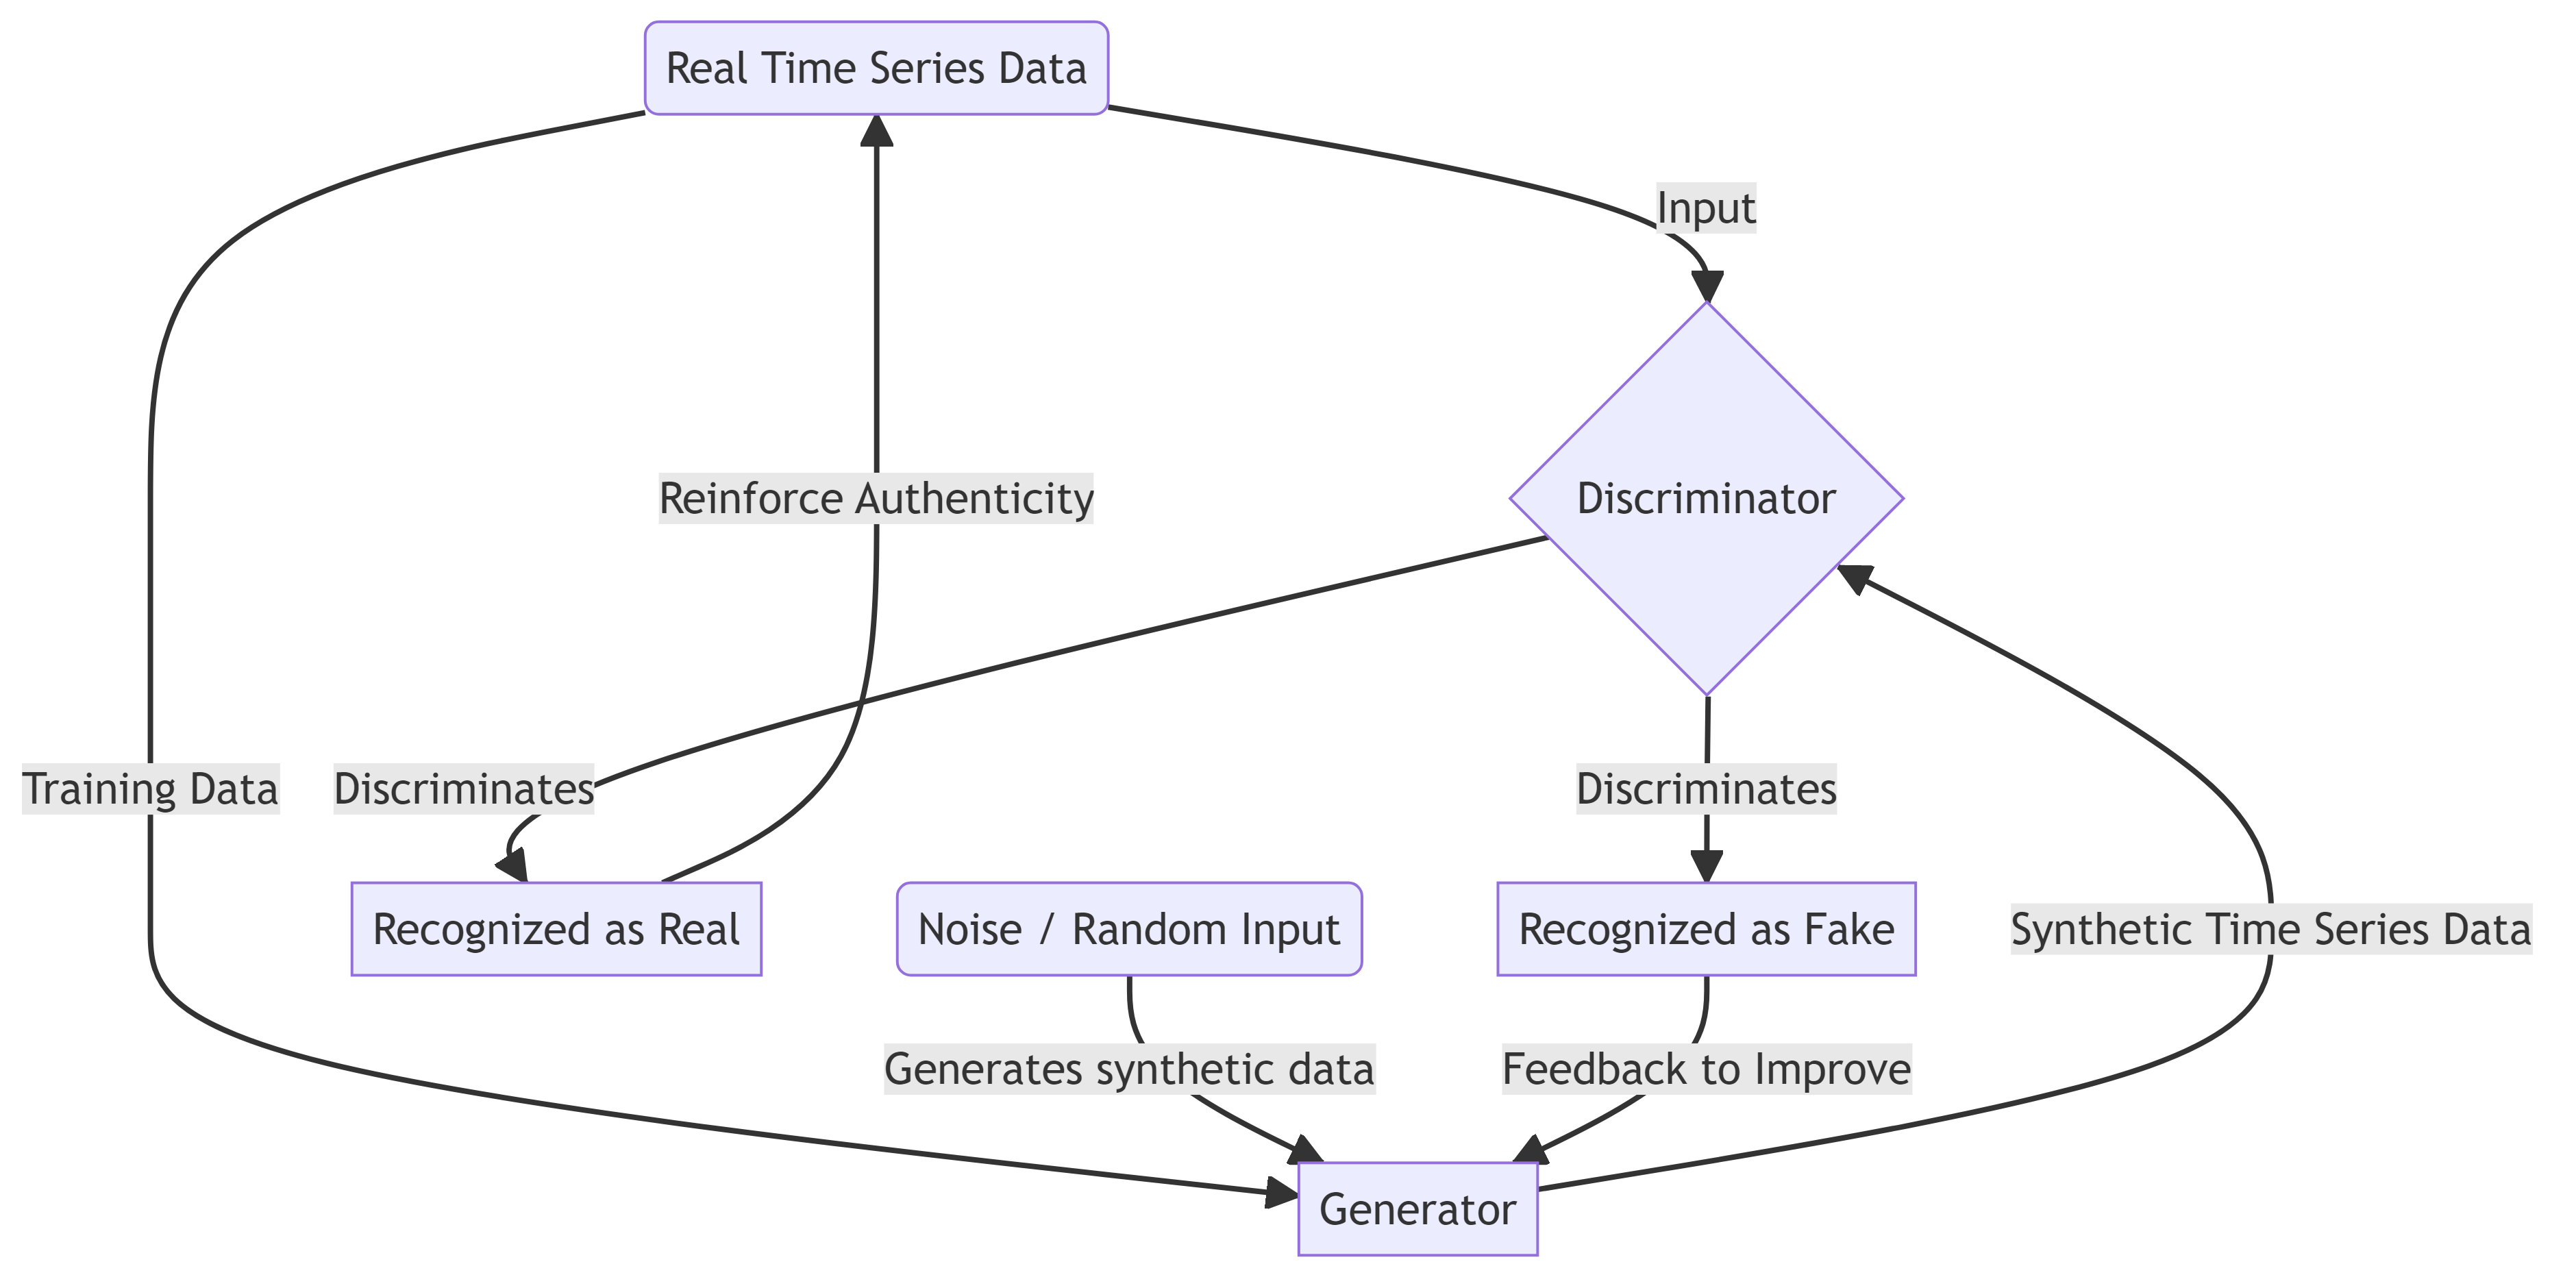 Real Time Series Data
Input
Reinforce Authenticity
Discriminator
Training Data
Discriminates
Discriminates
Recognized as Real
Noise / Random Input
Recognized as Fake
Synthetic Time Series Data
Generates synthetic data
Feedback to Improve
Generator